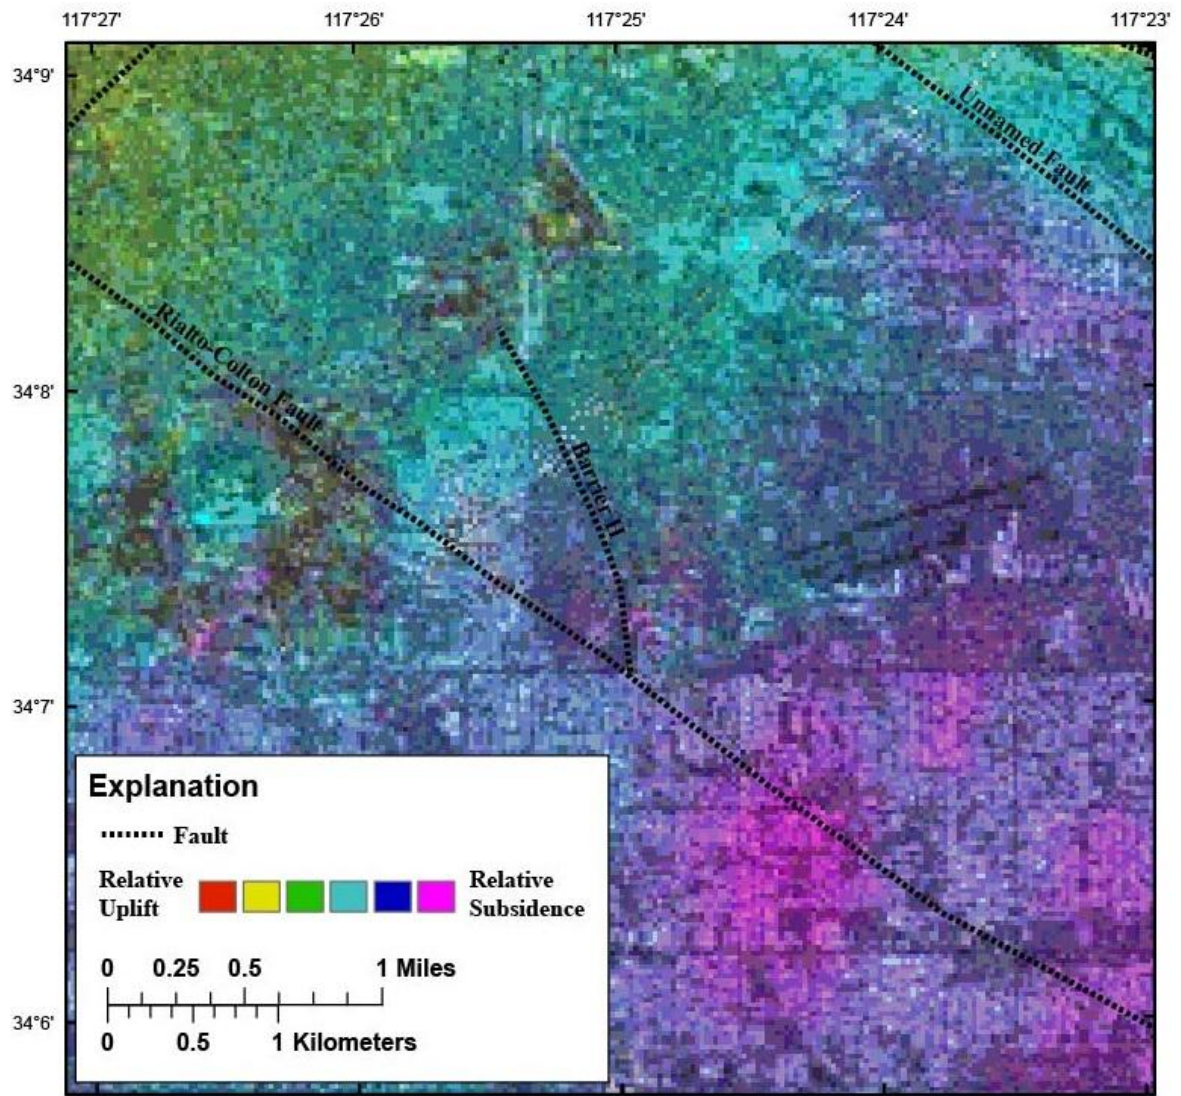 117°27' 117°26' 117°25' 117°24' 117°23'
34°9'
Unnamed Fault
Rialto-Colton Fault
34°8'
Barrier H
34°7'
Explanation
Fault
Relative Uplift
Relative Subsidence
0 0.25 0.5 1 Miles
34°6'
0 0.5 1 Kilometers